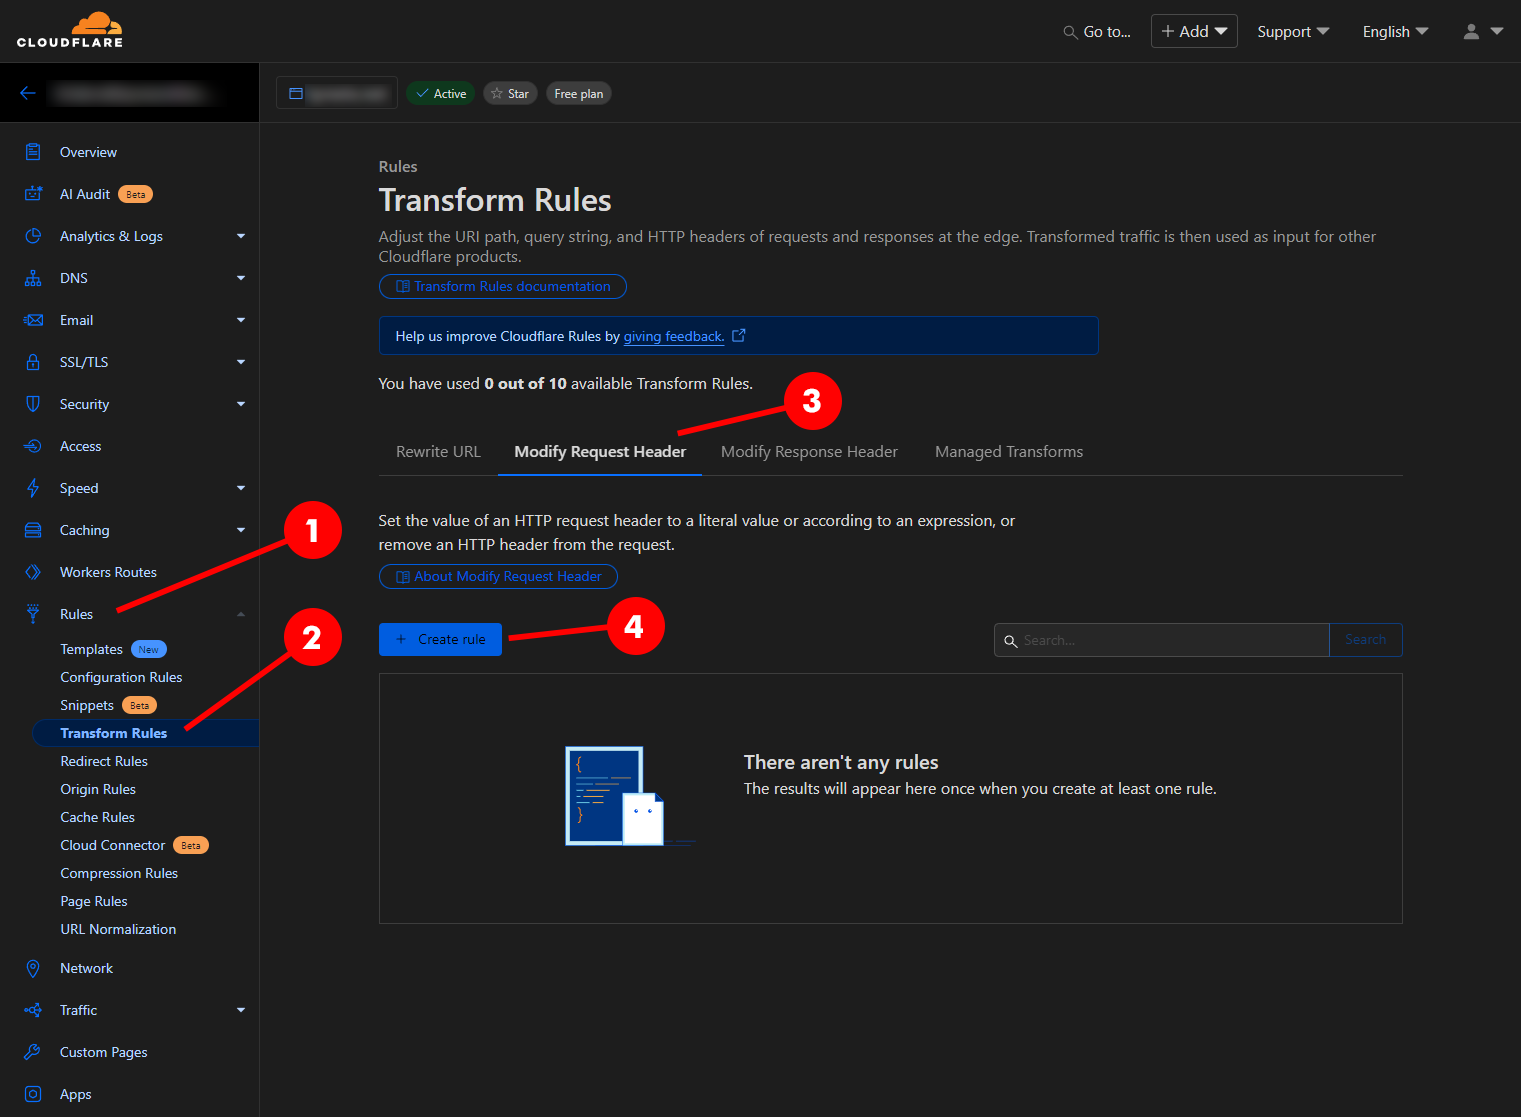 CLOUDFLARE
Go to...
+ Add
Support
English
Active
Star
Free plan
Overview
AI Audit Beta
Analytics & Logs
DNS
Email
SSL/TLS
Security
Access
Speed
Caching
Workers Routes
Rules
Templates New
Configuration Rules
Snippets Beta
Transform Rules
Redirect Rules
Origin Rules
Cache Rules
Cloud Connector Beta
Compression Rules
Page Rules
URL Normalization
Network
Traffic
Custom Pages
Apps
1
2
Rules
Transform Rules
Adjust the URI path, query string, and HTTP headers of requests and responses at the edge. Transformed traffic is then used as input for other
Cloudflare products.
Transform Rules documentation
Help us improve Cloudflare Rules by giving feedback.
You have used 0 out of 10 available Transform Rules.
3
Rewrite URL
Modify Request Header
Modify Response Header
Managed Transforms
Set the value of an HTTP request header to a literal value or according to an expression, or
remove an HTTP header from the request.
About Modify Request Header
+ Create rule
4
Search...
Search
There aren't any rules
The results will appear here once when you create at least one rule.